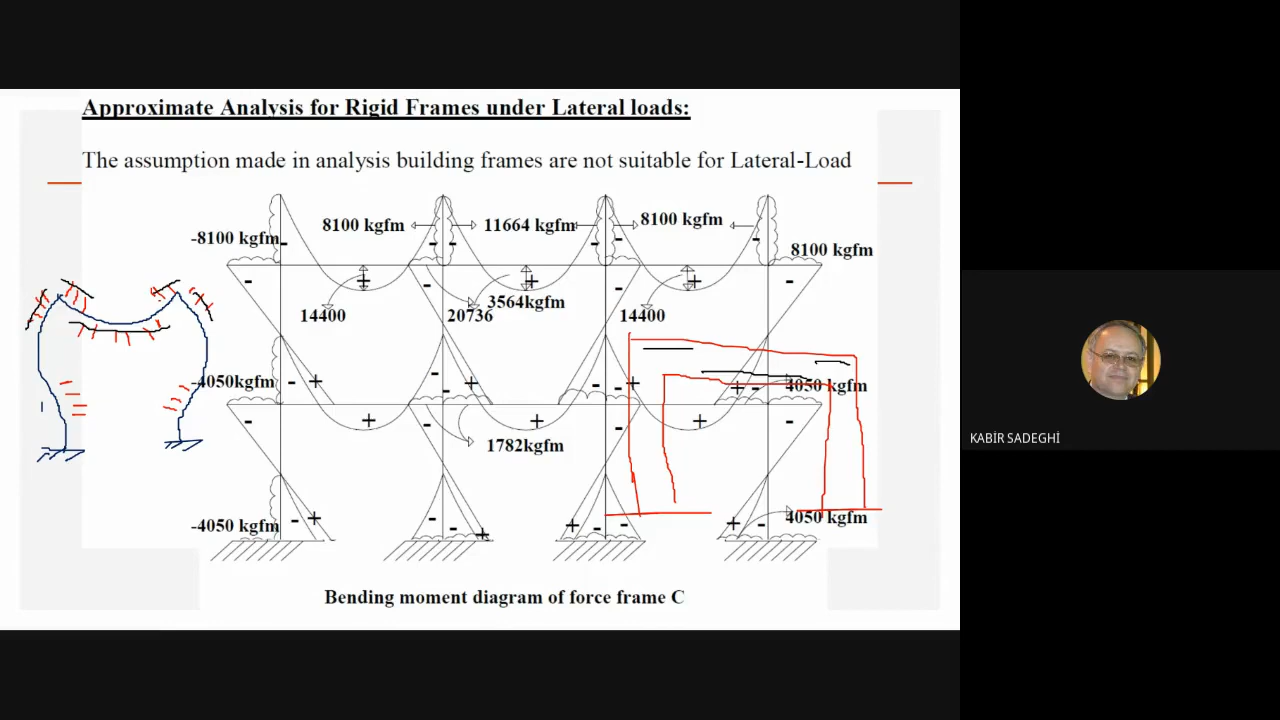 Approximate Analysis for Rigid Frames under Lateral loads:
The assumption made in analysis building frames are not suitable for Lateral-Load
8100 kgfm
11664 kgfm
8100 kgfm
-8100 kgfm
8100 kgfm
3564kgfm
14400
20736
14400
-4050kgfm
4050 kgfm
1782kgfm
-4050 kgfm
4050 kgfm
KABİR SADEGHİ
Bending moment diagram of force frame C